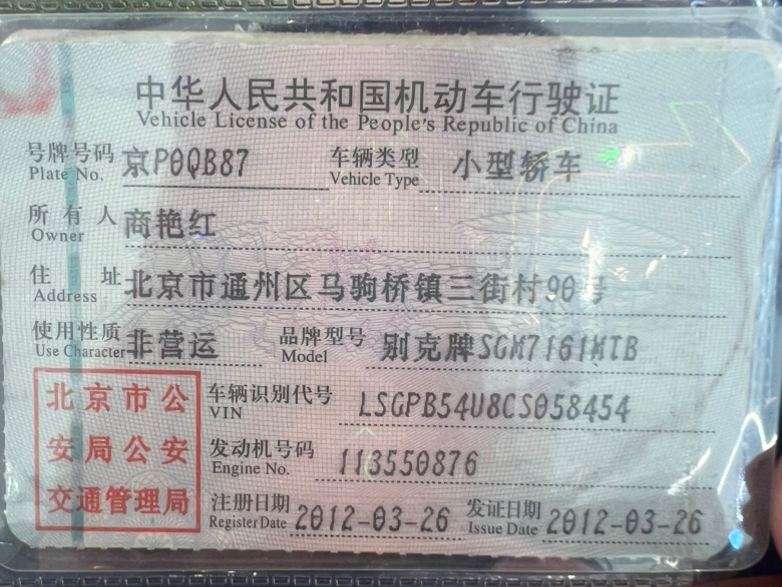 中华人民共和国机动车行驶证
Vehicle License of the People's Republic of China
号牌号码 京P0QB87 车辆类型 小型轿车
Plate No. Vehicle Type
所有人 商艳红
Owner
住址 北京市通州区马驹桥镇三街村90号
Address
使用性质 非营运 品牌型号 别克牌SGM7161MTB
Use Character Model
北京市公安局公安交通管理局
车辆识别代号 LSGPB54U8CS058454
VIN
发动机号码 113550876
Engine No.
注册日期 2012-03-26 发证日期 2012-03-26
Register Date Issue Date